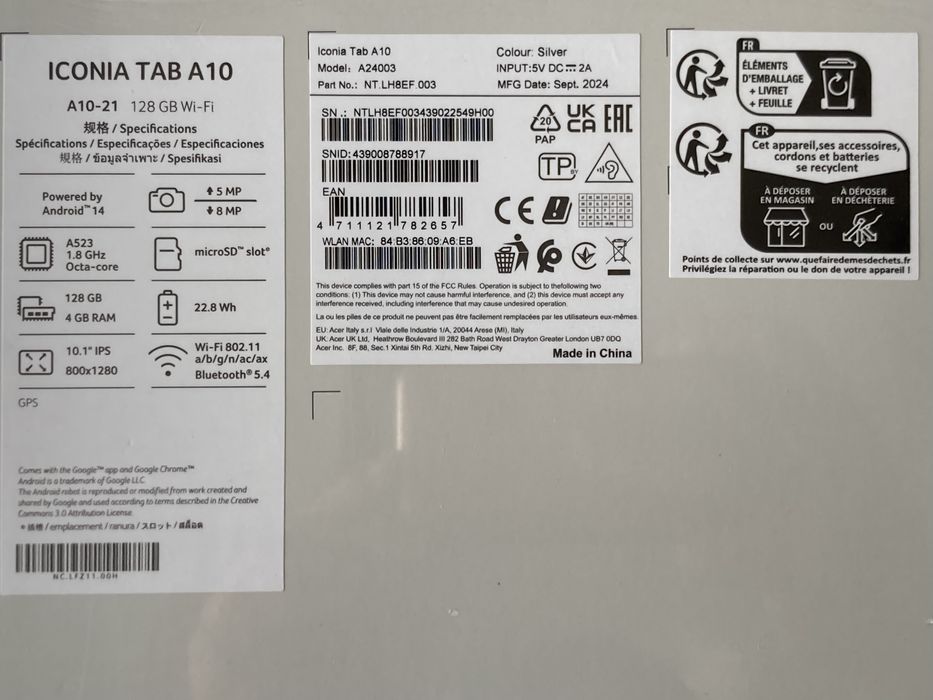 ICONIA TAB A10
A10-21 128 GB Wi-Fi
规格 / Specifications
Spécifications / Especificações / Especificaciones
規格 / ข้อมูลจำเพาะ / Spesifikasi
Powered by
Android™ 14
5 MP
8 MP
A523
1.8 GHz
Octa-core
microSD™ slot*
128 GB
4 GB RAM
22.8 Wh
10.1" IPS
800x1280
Wi-Fi 802.11
a/b/g/n/ac/ax
Bluetooth® 5.4
GPS
Comes with the Google™ app and Google Chrome™
Android is a trademark of Google LLC.
The Android robot is reproduced or modified from work created and
shared by Google and used according to terms described in the Creative
Commons 3.0 Attribution License.
* 插槽 / emplacement / ranura / スロット / สล็อต
NC.LFZ11.00H
Iconia Tab A10
Model: A24003
Part No.: NT.LH8EF.003
Colour: Silver
INPUT:5V DC⎓2A
MFG Date: Sept. 2024
SN.: NTLH8EF003439022549H00
SNID: 439008788917
EAN
4 711121 782657
WLAN MAC: 84:B3:86:09:A6:EB
20
PAP
UK
CA
EAC
TP
BY
CE
This device complies with part 15 of the FCC Rules. Operation is subject to thefollowing two
conditions: (1) This device may not cause harmful interference, and (2) this device must accept any
interference received, including interference that may cause undesired operation.
La ou les piles de ce produit ne peuvent pas être facilement remplacées par les utilisateurs eux-mêmes.
EU: Acer Italy s.r.l Viale delle Industrie 1/A, 20044 Arese (MI), Italy
UK: Acer UK Ltd, Heathrow Boulevard III 282 Bath Road West Drayton Greater London UB7 0DQ
Acer Inc. 8F, 88, Sec.1 Xintai 5th Rd. Xizhi, New Taipei City
Made in China
FR
ÉLÉMENTS
D'EMBALLAGE
+ LIVRET
+ FEUILLE
FR
Cet appareil,ses accessoires,
cordons et batteries
se recyclent
À DÉPOSER
EN MAGASIN
OU
À DÉPOSER
EN DÉCHÈTERIE
Points de collecte sur www.quefairedemesdechets.fr
Privilégiez la réparation ou le don de votre appareil !